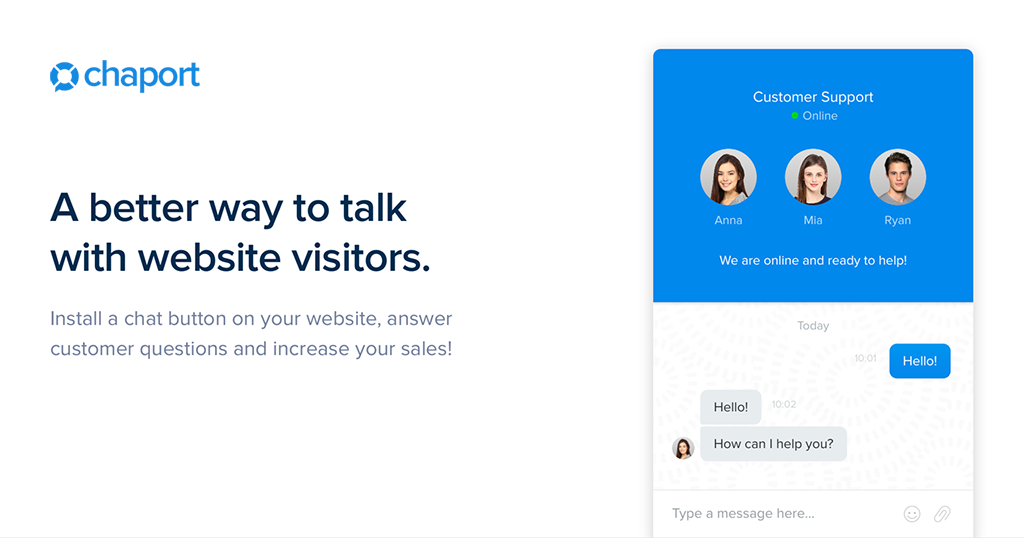 chaport
A better way to talk
with website visitors.
Install a chat button on your website, answer
customer questions and increase your sales!
Customer Support
Online
Anna
Mia
Ryan
We are online and ready to help!
Today
10:01
Hello!
Hello!
10:02
How can I help you?
Type a message here...